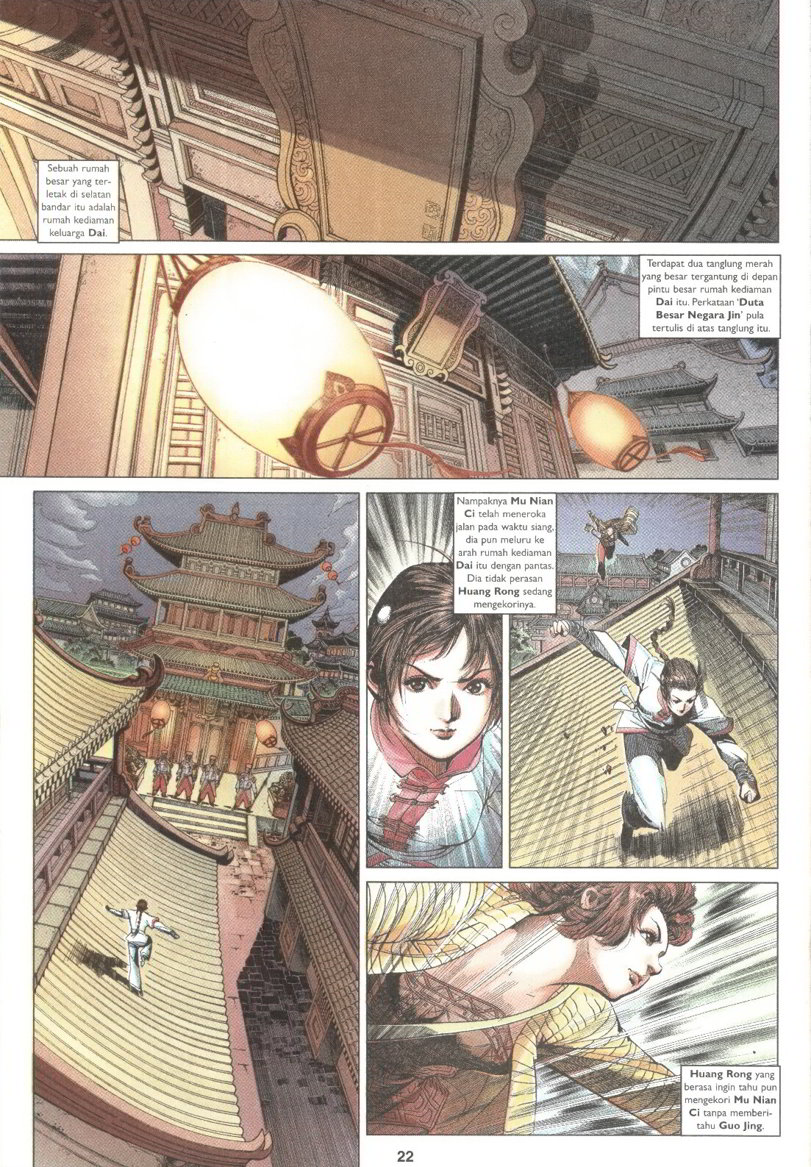 Sebuah rumah
besar yang ter-
letak di selatan
bandar itu adalah
rumah kediaman
keluarga Dai.
Terdapat dua tanglung merah
yang besar tergantung di depan
pintu besar rumah kediaman
Dai itu. Perkataan 'Duta
Besar Negara Jin' pula
tertulis di atas tanglung itu.
Nampaknya Mu Nian
Ci telah meneroka
jalan pada waktu siang,
dia pun meluru ke
arah rumah kediaman
Dai itu dengan pantas.
Dia tidak perasan
Huang Rong sedang
mengekorinya.
Huang Rong yang
berasa ingin tahu pun
mengekori Mu Nian
Ci tanpa memberi-
tahu Guo Jing.
22